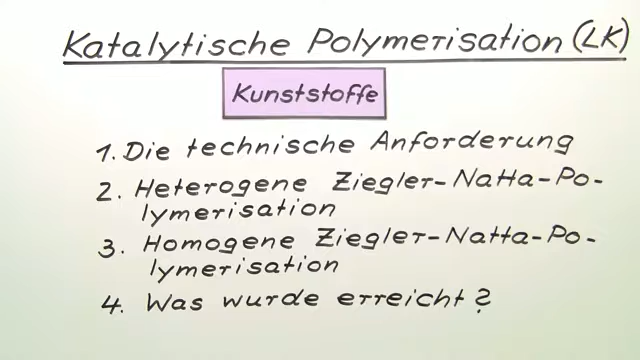 Katalytische Polymerisation (LK)
Kunststoffe
1. Die technische Anforderung
2. Heterogene Ziegler-Natta-Po-
lymerisation
3. Homogene Ziegler-Natta-Po-
lymerisation
4. Was wurde erreicht?